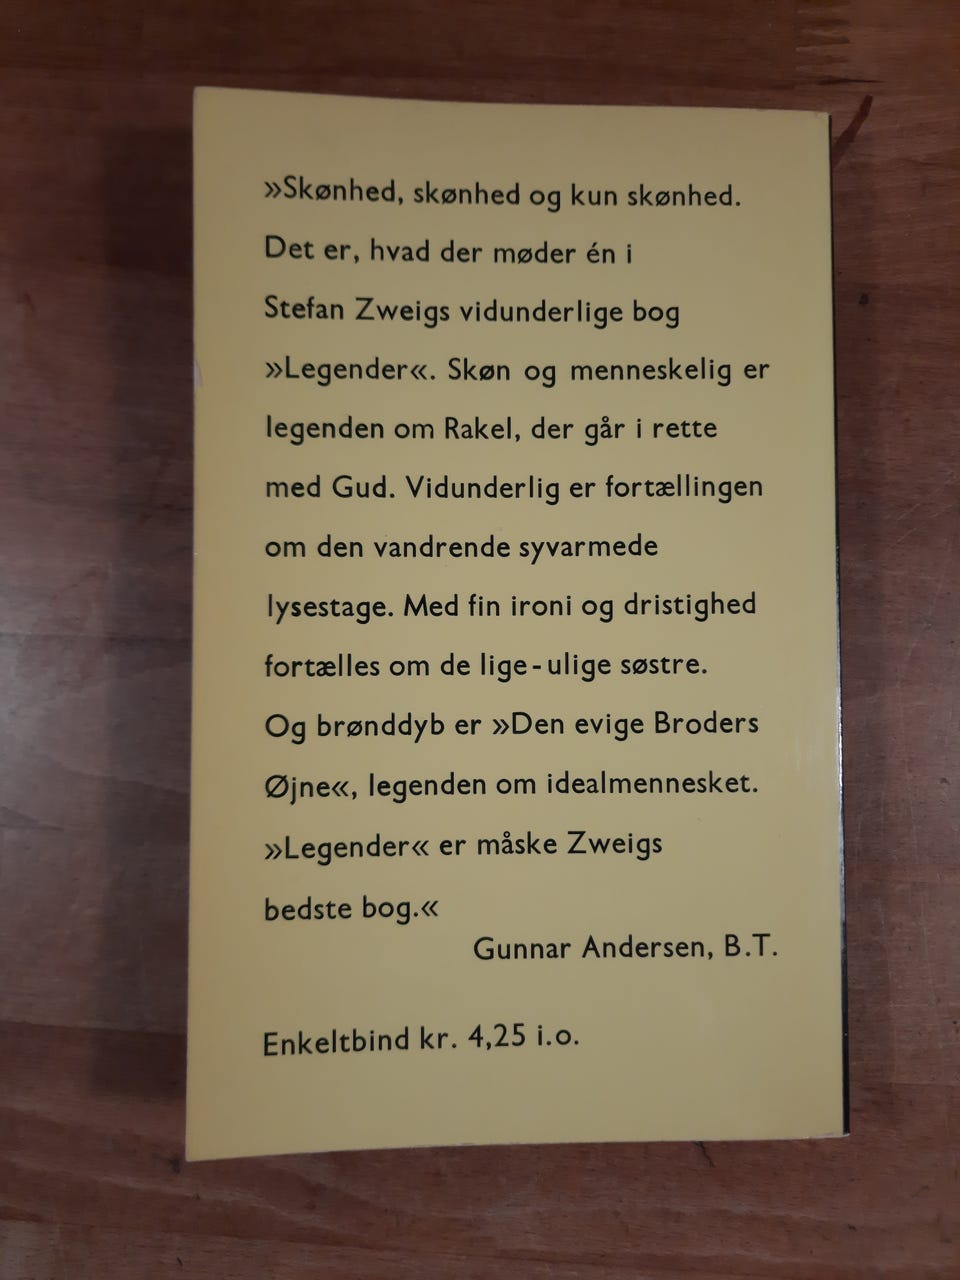 »Skønhed, skønhed og kun skønhed.
Det er, hvad der møder én i
Stefan Zweigs vidunderlige bog
»Legender«. Skøn og menneskelig er
legenden om Rakel, der går i rette
med Gud. Vidunderlig er fortællingen
om den vandrende syvarmede
lysestage. Med fin ironi og dristighed
fortælles om de lige-ulige søstre.
Og brønddyb er »Den evige Broders
Øjne«, legenden om idealmennesket.
»Legender« er måske Zweigs
bedste bog.«
Gunnar Andersen, B.T.
Enkeltbind kr. 4,25 i.o.